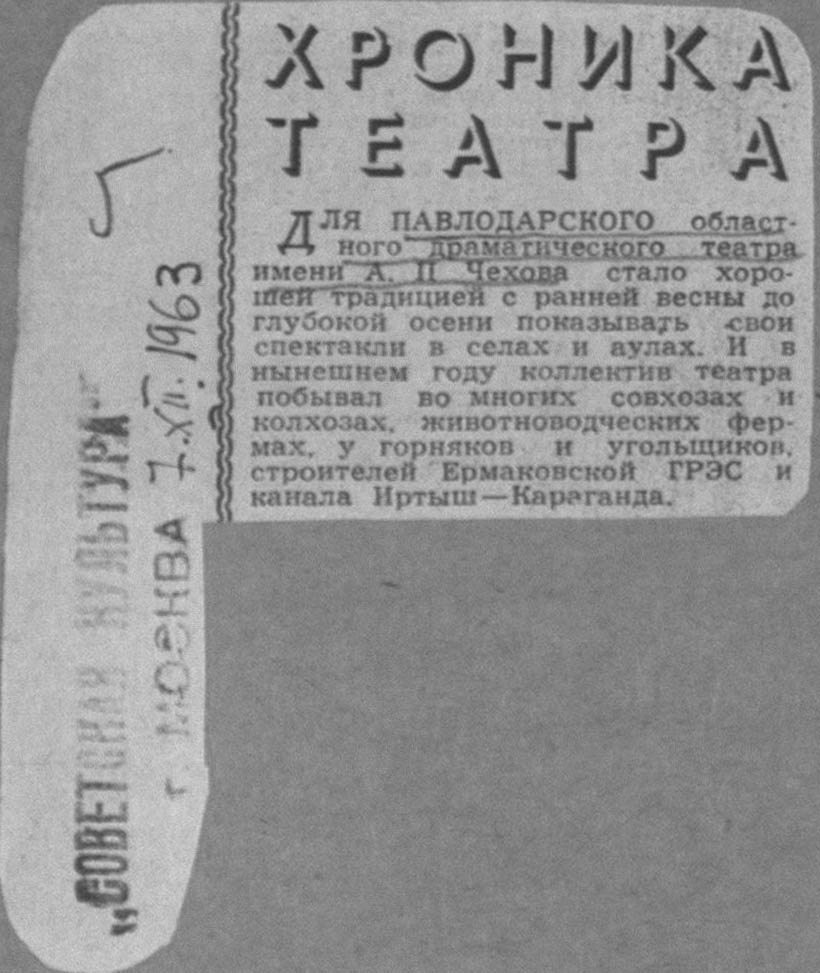 ХРОНИКА
ТЕАТРА
ДЛЯ ПАВЛОДАРСКОГО област-
ного драматического театра
имени А. П Чехова стало хоро-
шей традицией с ранней весны до
глубокой осени показывать свои
спектакли в селах и аулах. И в
нынешнем году коллектив театра
побывал во многих совхозах и
колхозах, животноводческих фер-
мах, у горняков и угольщиков,
строителей Ермаковской ГРЭС и
канала Иртыш—Караганда.
„СОВЕТСКАЯ КУЛЬТУРА"
г. МОСКВА 7.XII.1963